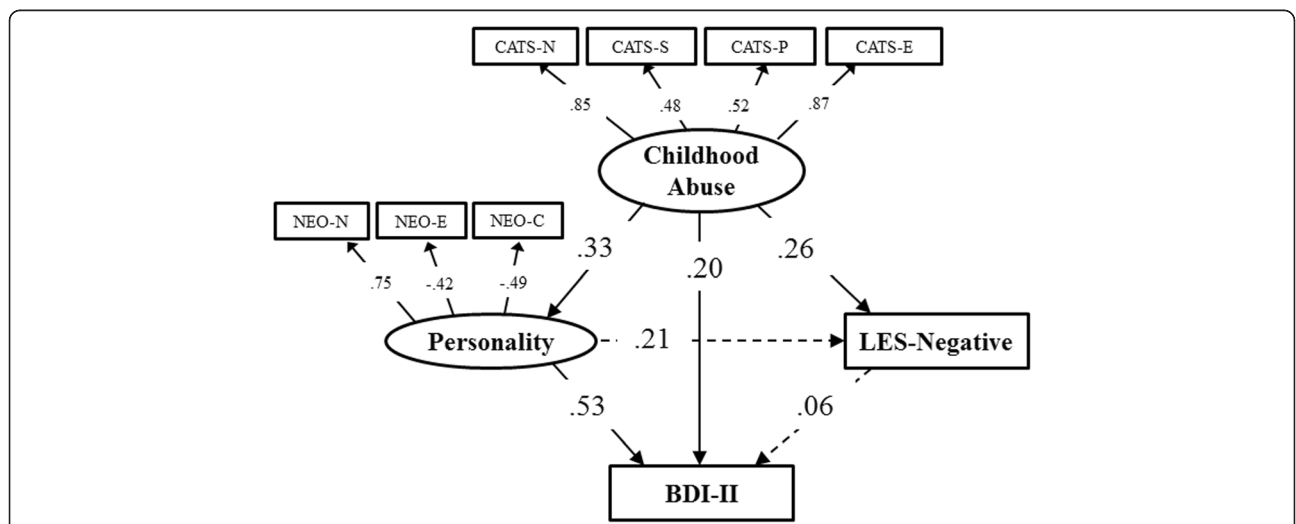 CATS-N CATS-S CATS-P CATS-E
.85 .48 .52 .87
Childhood
Abuse
NEO-N NEO-E NEO-C
.33 .20 .26
.75 -.42 -.49
Personality .21 LES-Negative
.53 .06
BDI-II